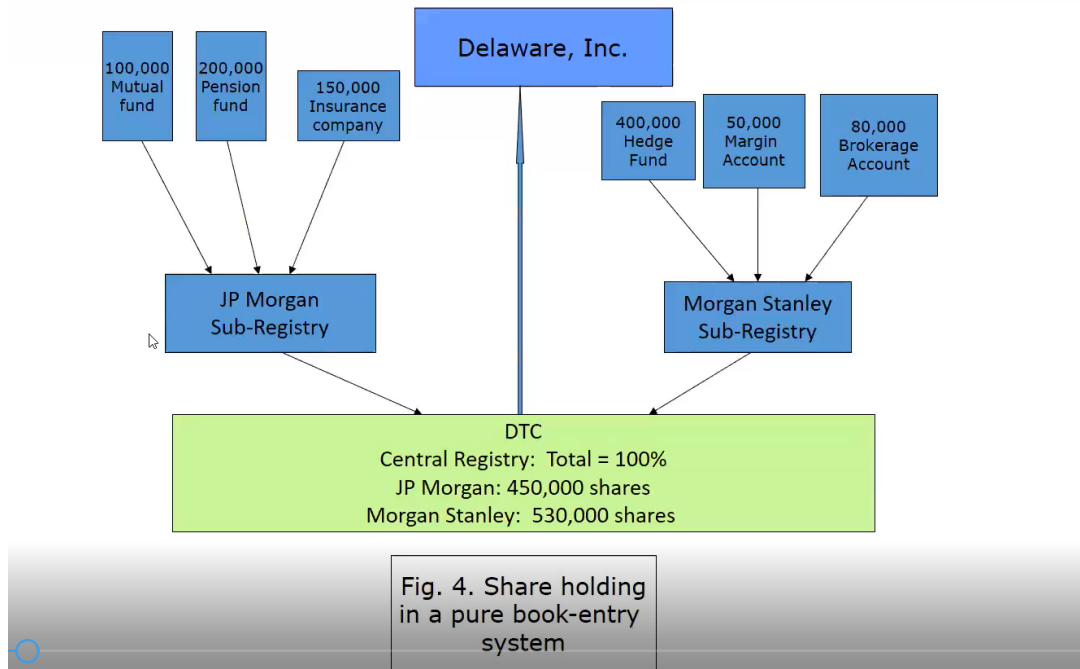 Delaware, Inc.
100,000
Mutual
fund
200,000
Pension
fund
150,000
Insurance
company
400,000
Hedge
Fund
50,000
Margin
Account
80,000
Brokerage
Account
JP Morgan
Sub-Registry
Morgan Stanley
Sub-Registry
DTC
Central Registry: Total = 100%
JP Morgan: 450,000 shares
Morgan Stanley: 530,000 shares
Fig. 4. Share holding
in a pure book-entry
system